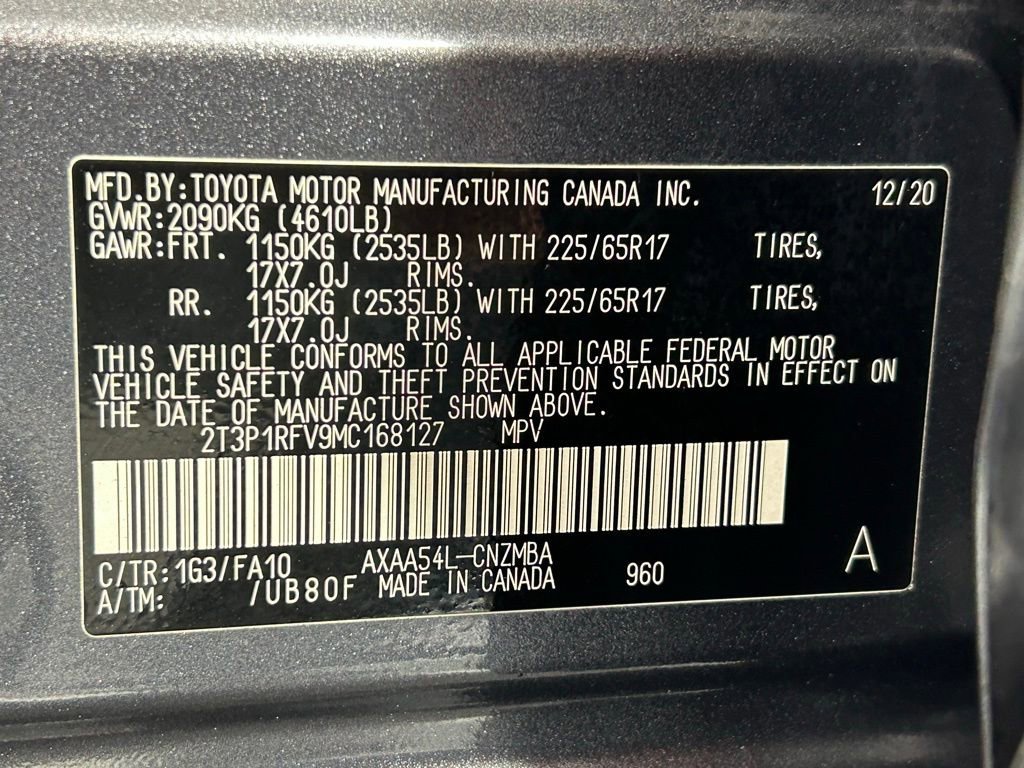 MFD.BY:TOYOTA MOTOR MANUFACTURING CANADA INC. 12/20
GVWR:2090KG (4610LB)
GAWR:FRT. 1150KG (2535LB) WITH 225/65R17 TIRES,
17X7.0J RIMS.
RR. 1150KG (2535LB) WITH 225/65R17 TIRES,
17X7.0J RIMS.
THIS VEHICLE CONFORMS TO ALL APPLICABLE FEDERAL MOTOR
VEHICLE SAFETY AND THEFT PREVENTION STANDARDS IN EFFECT ON
THE DATE OF MANUFACTURE SHOWN ABOVE.
2T3P1RFV9MC168127 MPV
C/TR:1G3/FA10 AXAA54L-CNZMBA
A/TM: /UB80F MADE IN CANADA 960 A